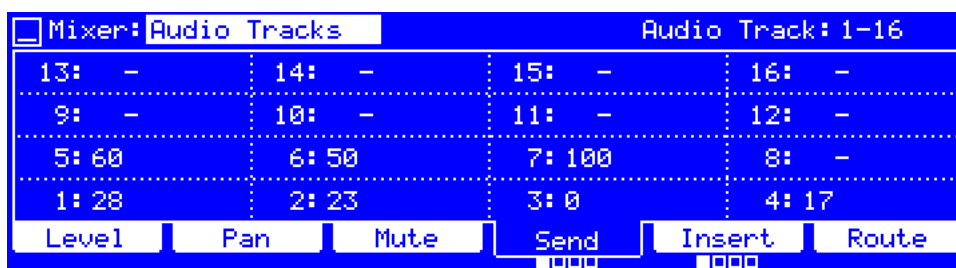 Mixer:Audio Tracks Audio Track:1-16
13: - 14: - 15: - 16: -
9: - 10: - 11: - 12: -
5:60 6:50 7:100 8: -
1:28 2:23 3:0 4:17
Level Pan Mute Send Insert Route